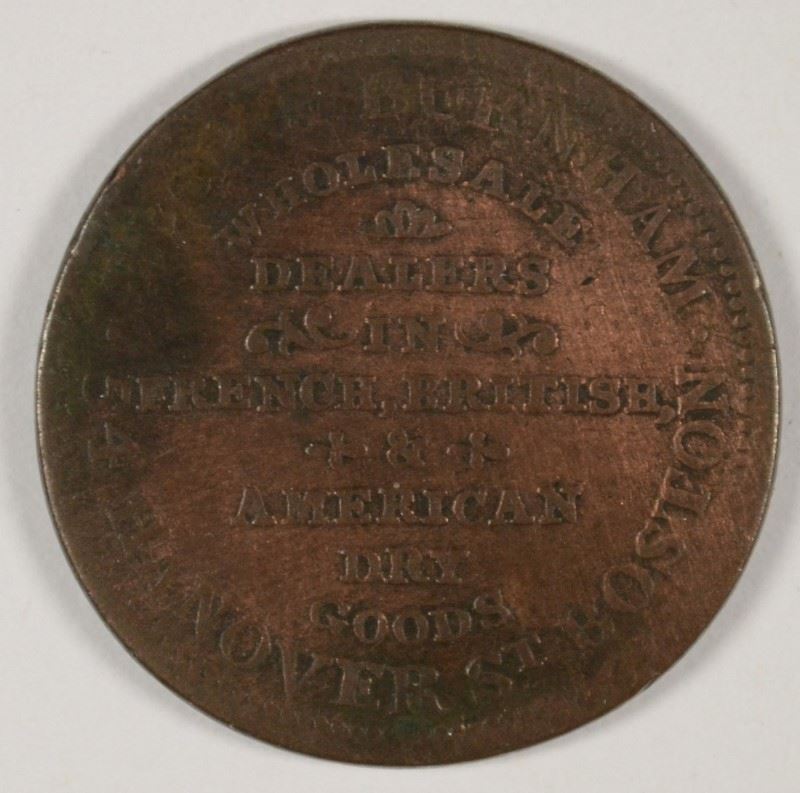 BURNHAM
WHOLESALE
DEALERS
IN
FRENCH, BRITISH,
&
AMERICAN
DRY
GOODS
HANOVER ST. BOSTON